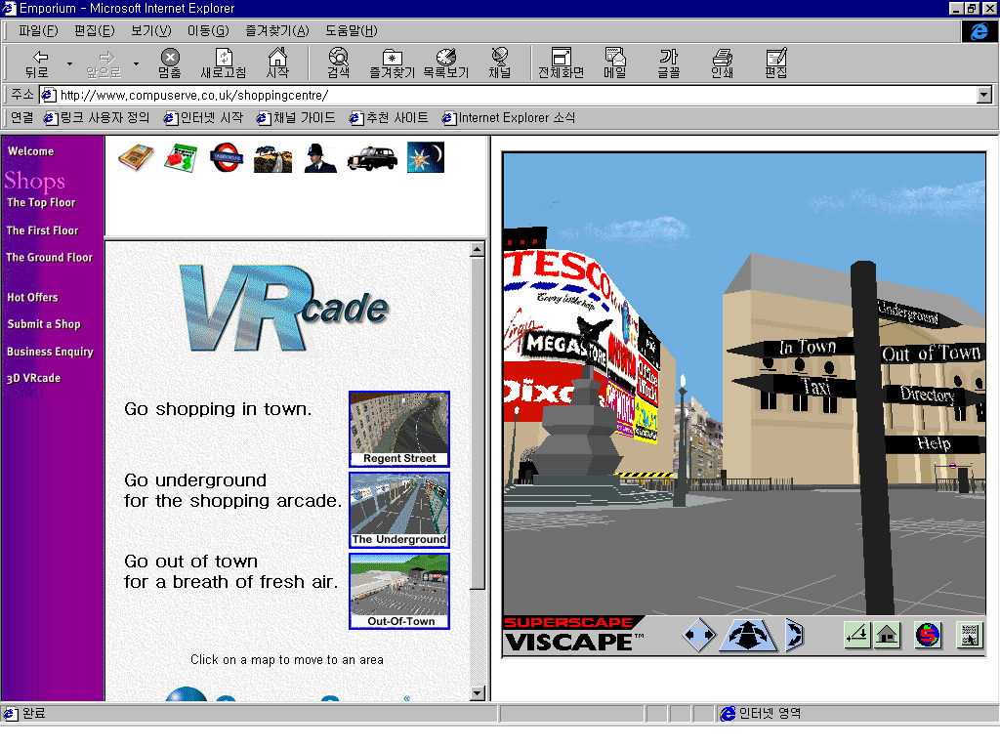 Emporium - Microsoft Internet Explorer
파일(F) 편집(E) 보기(V) 이동(G) 즐겨찾기(A) 도움말(H)
뒤로 앞으로 멈춤 새로고침 시작 검색 즐겨찾기 목록보기 채널 전체화면 메일 글꼴 인쇄 편집
주소 http://www.compuserve.co.uk/shoppingcentre/
연결 링크 사용자 정의 인터넷 시작 채널 가이드 추천 사이트 Internet Explorer 소식
Welcome
Shops
The Top Floor
The First Floor
The Ground Floor
Hot Offers
Submit a Shop
Business Enquiry
3D VRcade
UNDERGROUND
VRcade
Go shopping in town.
Regent Street
Go underground
for the shopping arcade.
The Underground
Go out of town
for a breath of fresh air.
Out-Of-Town
Click on a map to move to an area
TESCO
Every little helps.
Virgin
MEGASTORE
Dixons
Underground
In Town
Out of Town
Taxi
Directory
Help
SUPERSCAPE
VISCAPE™
완료
인터넷 영역